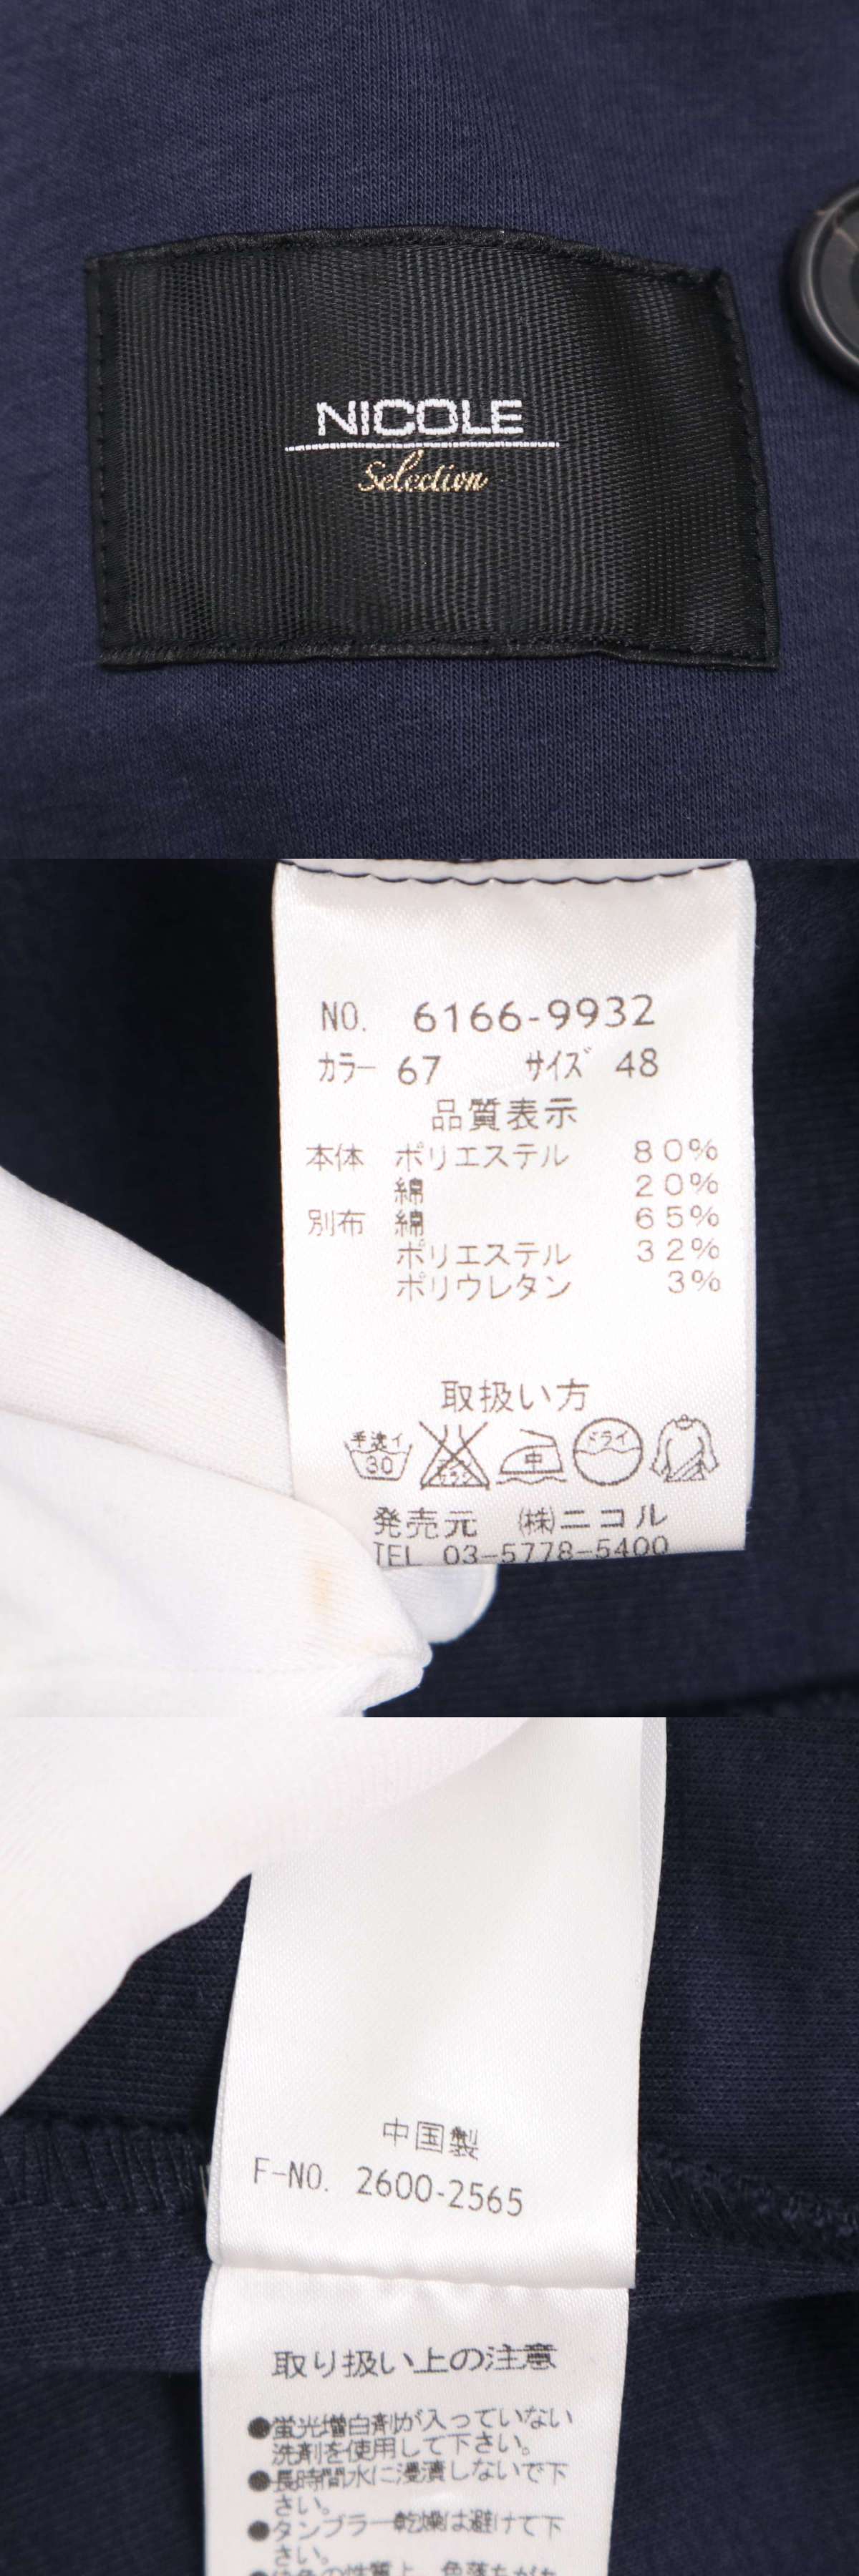 NICOLE
Selection
NO. 6166-9932
カラー 67 サイズ 48
品質表示
本体 ポリエステル 80%
綿 20%
別布 綿 65%
ポリエステル 32%
ポリウレタン 3%
取扱い方
手洗イ 30 中 ドライ
発売元 ㈱ニコル
TEL 03-5778-5400
中国製
F-NO. 2600-2565
取り扱い上の注意
●蛍光増白剤が入っていない
洗剤を使用して下さい。
●長時間水に浸漬しないで下
さい。
●タンブラー乾燥は避けて下
さい。